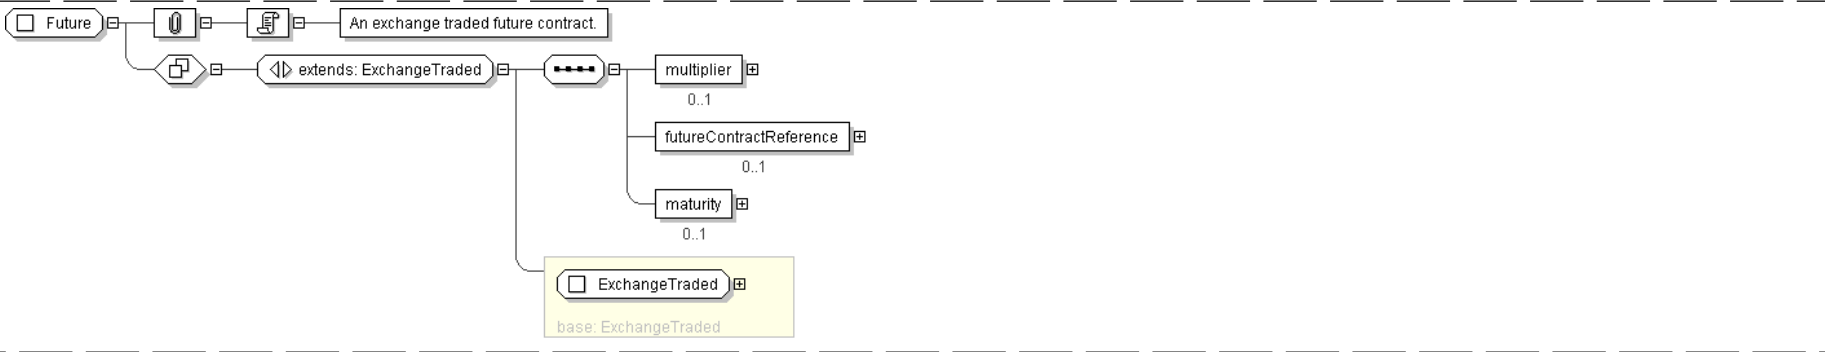 Future
An exchange traded future contract.
extends: ExchangeTraded
multiplier
0..1
futureContractReference
0..1
maturity
0..1
ExchangeTraded
base: ExchangeTraded